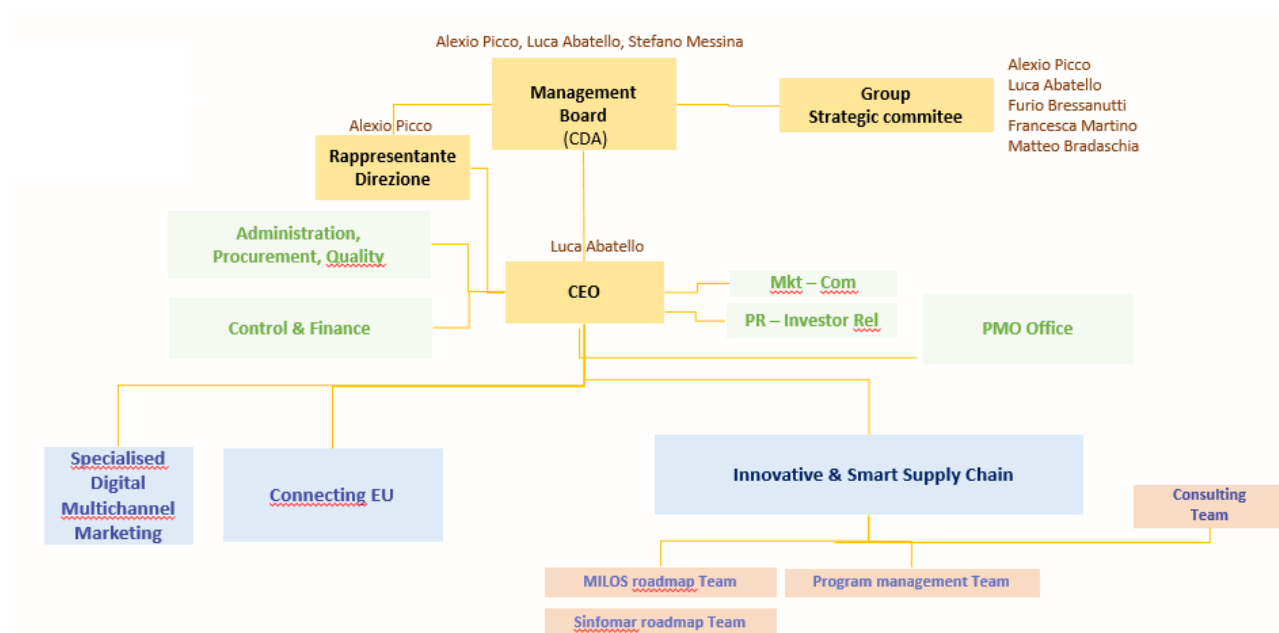 Alexio Picco, Luca Abatello, Stefano Messina
Management
Board
(CDA)
Group
Strategic commitee
Alexio Picco
Luca Abatello
Furio Bressanutti
Francesca Martino
Matteo Bradaschia
Alexio Picco
Rappresentante
Direzione
Administration,
Procurement, Quality
Control & Finance
Luca Abatello
CEO
Mkt – Com
PR – Investor Rel
PMO Office
Specialised
Digital
Multichannel
Marketing
Connecting EU
Innovative & Smart Supply Chain
Consulting
Team
MILOS roadmap Team
Program management Team
Sinfomar roadmap Team